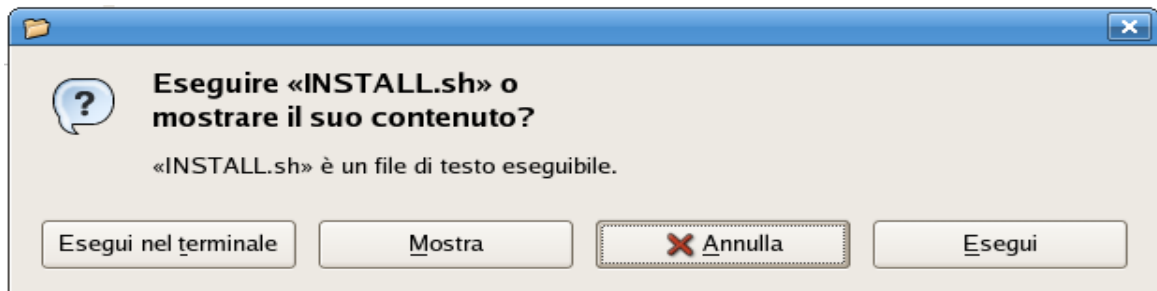 Eseguire «INSTALL.sh» o
mostrare il suo contenuto?
«INSTALL.sh» è un file di testo eseguibile.
Esegui nel terminale
Mostra
Annulla
Esegui